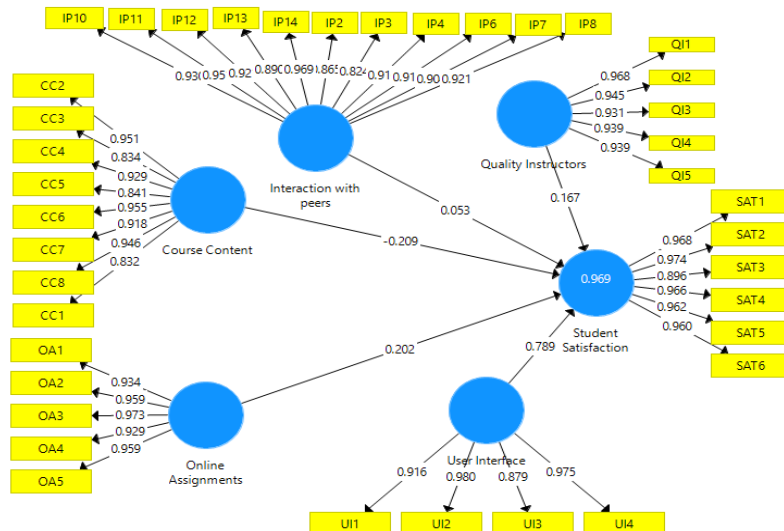 IP10
IP11
IP12
IP13
IP14
IP2
IP3
IP4
IP6
IP7
IP8
0.969
0.921
QI1
QI2
QI3
QI4
QI5
0.968
0.945
0.931
0.939
0.939
Quality Instructors
CC2
CC3
CC4
CC5
CC6
CC7
CC8
CC1
0.951
0.834
0.929
0.841
0.955
0.918
0.946
0.832
Course Content
Interaction with
peers
0.053
0.167
-0.209
0.202
0.789
0.969
Student
Satisfaction
SAT1
SAT2
SAT3
SAT4
SAT5
SAT6
0.968
0.974
0.896
0.966
0.962
0.960
OA1
OA2
OA3
OA4
OA5
0.934
0.959
0.973
0.929
0.959
Online
Assignments
User Interface
0.916
0.980
0.879
0.975
UI1
UI2
UI3
UI4